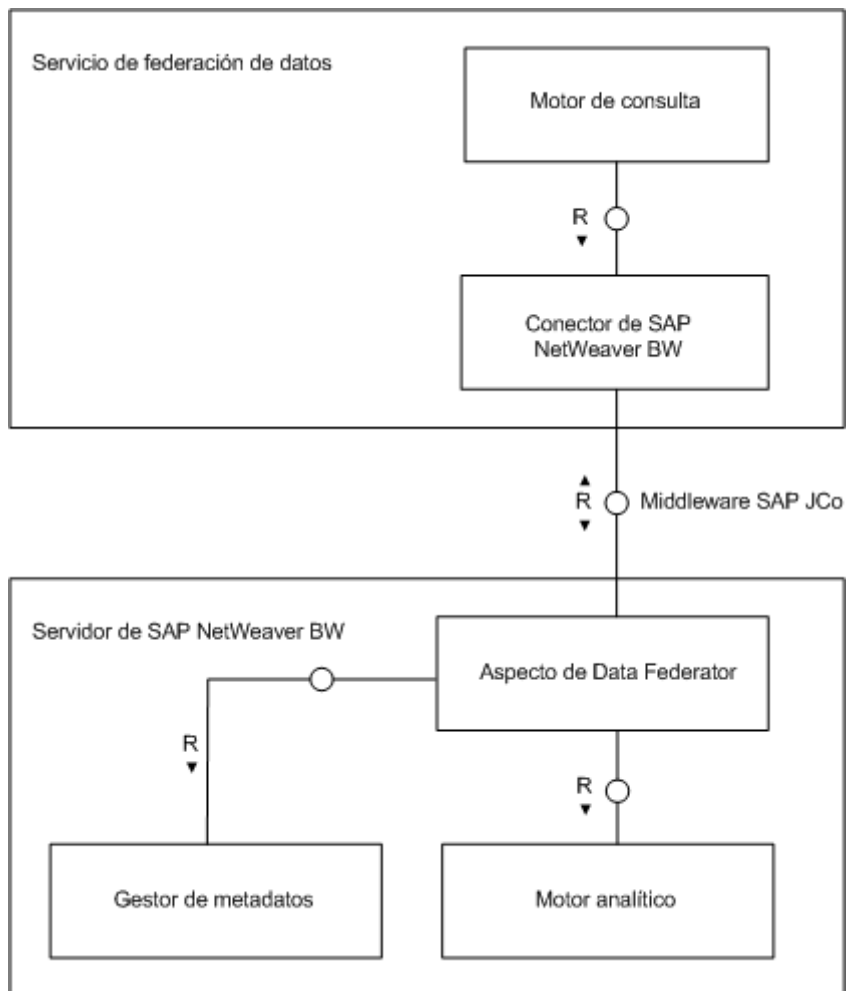 Servicio de federación de datos
Motor de consulta
R
▼
Conector de SAP
NetWeaver BW
▲
R
▼
Middleware SAP JCo
Servidor de SAP NetWeaver BW
Aspecto de Data Federator
R
▼
R
▼
Gestor de metadatos
Motor analítico